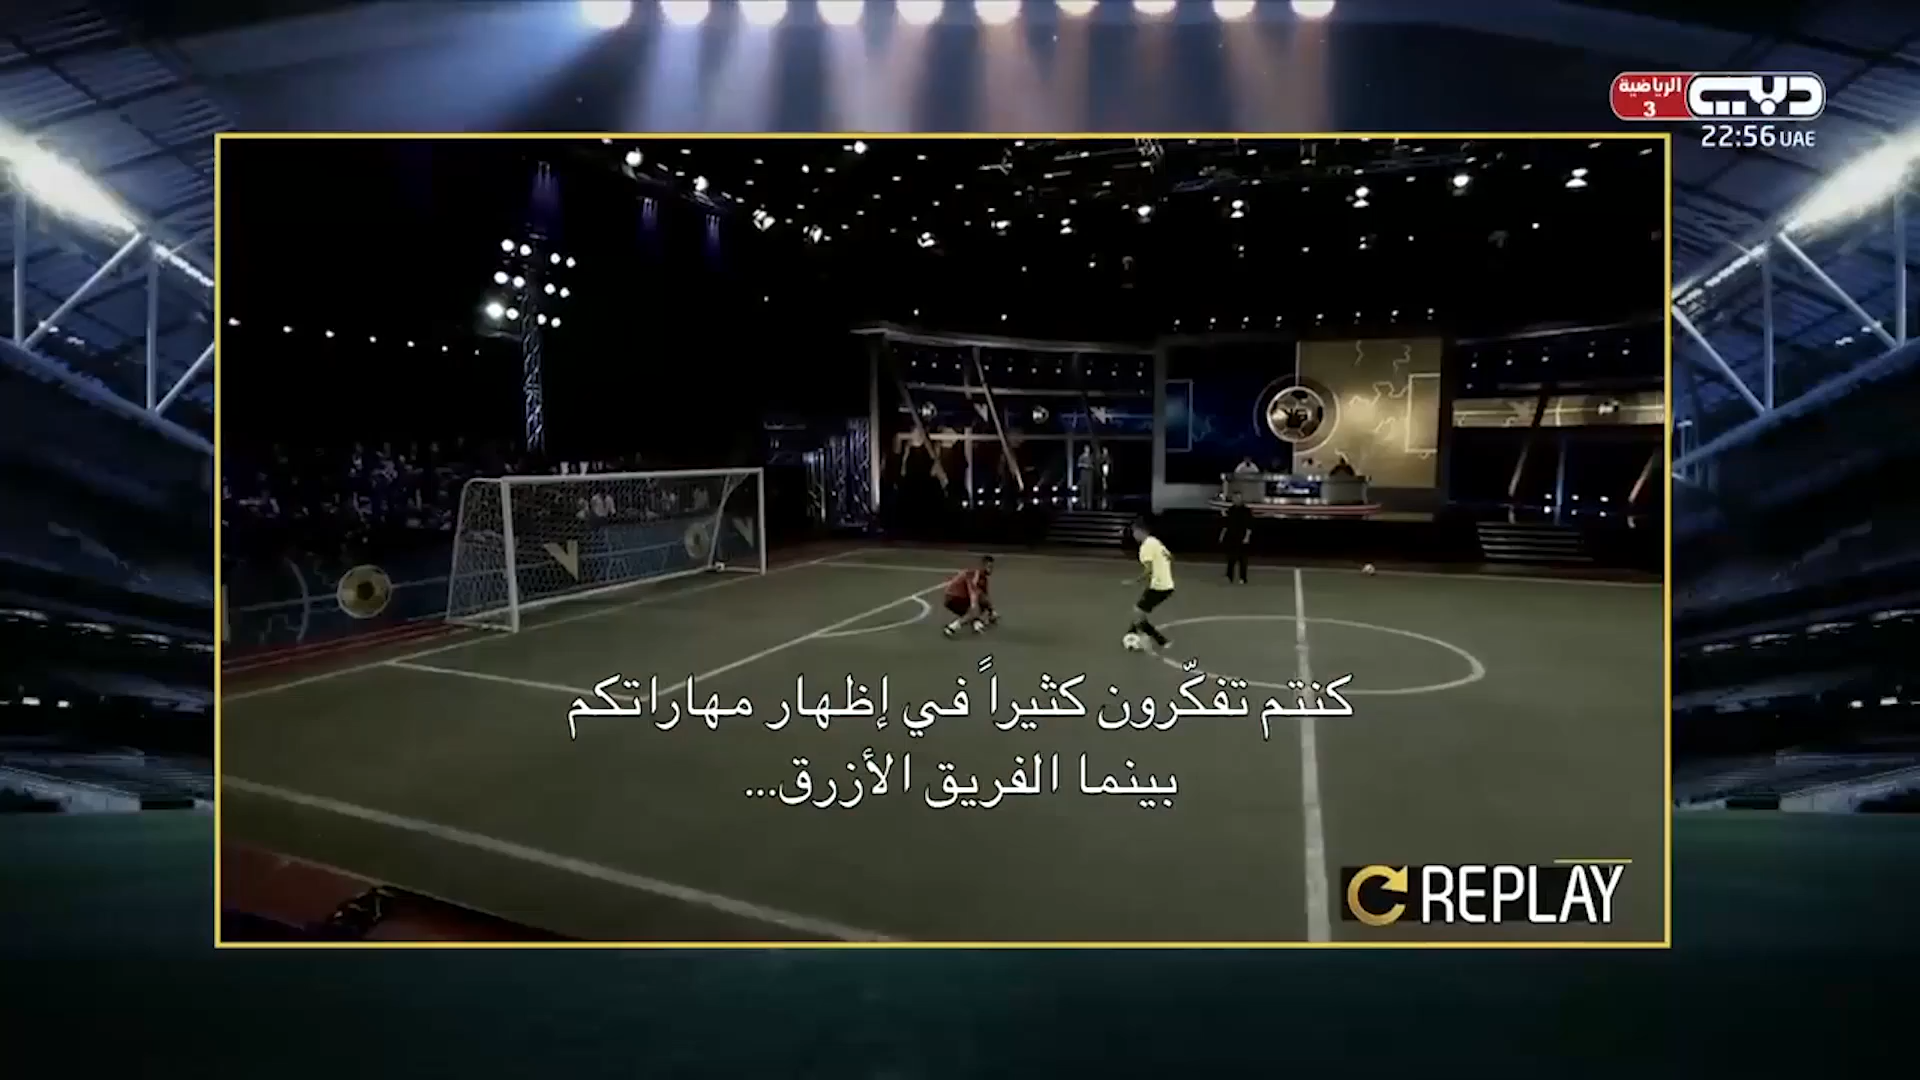 دبي
الرياضية
3
22:56 UAE
كنتم تفكّرون كثيراً في إظهار مهاراتكم
بينما الفريق الأزرق...
REPLAY